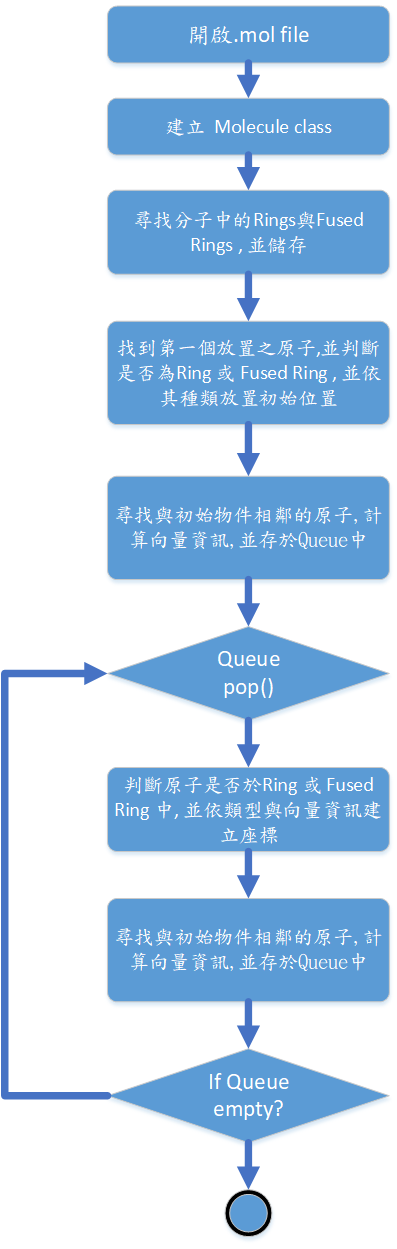 開啟.mol file
建立 Molecule class
尋找分子中的Rings與Fused
Rings , 並儲存
找到第一個放置之原子,並判斷
是否為Ring 或 Fused Ring , 並依
其種類放置初始位置
尋找與初始物件相鄰的原子, 計
算向量資訊, 並存於Queue中
Queue
pop()
判斷原子是否於Ring 或 Fused
Ring 中, 並依類型與向量資訊建
立座標
尋找與初始物件相鄰的原子, 計
算向量資訊, 並存於Queue中
If Queue
empty?